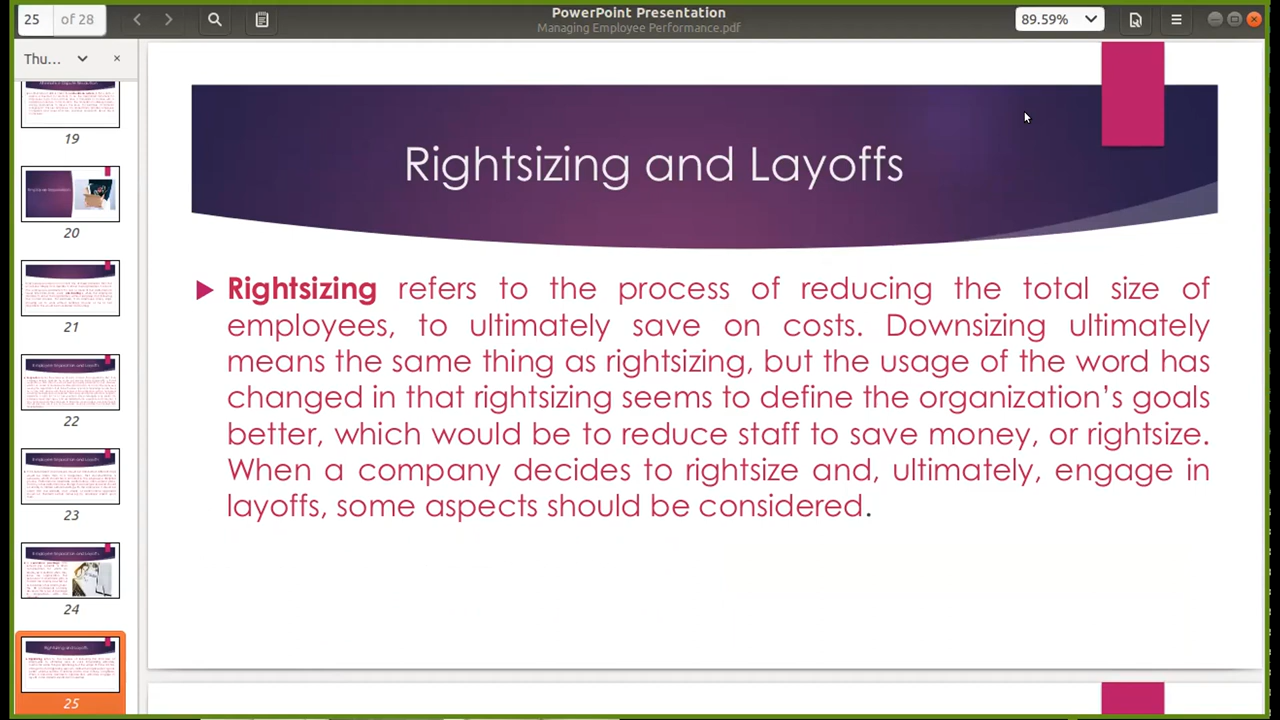 25 of 28
PowerPoint Presentation
Managing Employee Performance.pdf
89.59%
Thu...
19
20
21
22
23
24
25
Rightsizing and Layoffs
Rightsizing refers to the process of reducing the total size of
employees, to ultimately save on costs. Downsizing ultimately
means the same thing as rightsizing, but the usage of the word has
changed in that rightsizing seems to define the organization’s goals
better, which would be to reduce staff to save money, or rightsize.
When a company decides to rightsize and, ultimately, engage in
layoffs, some aspects should be considered.